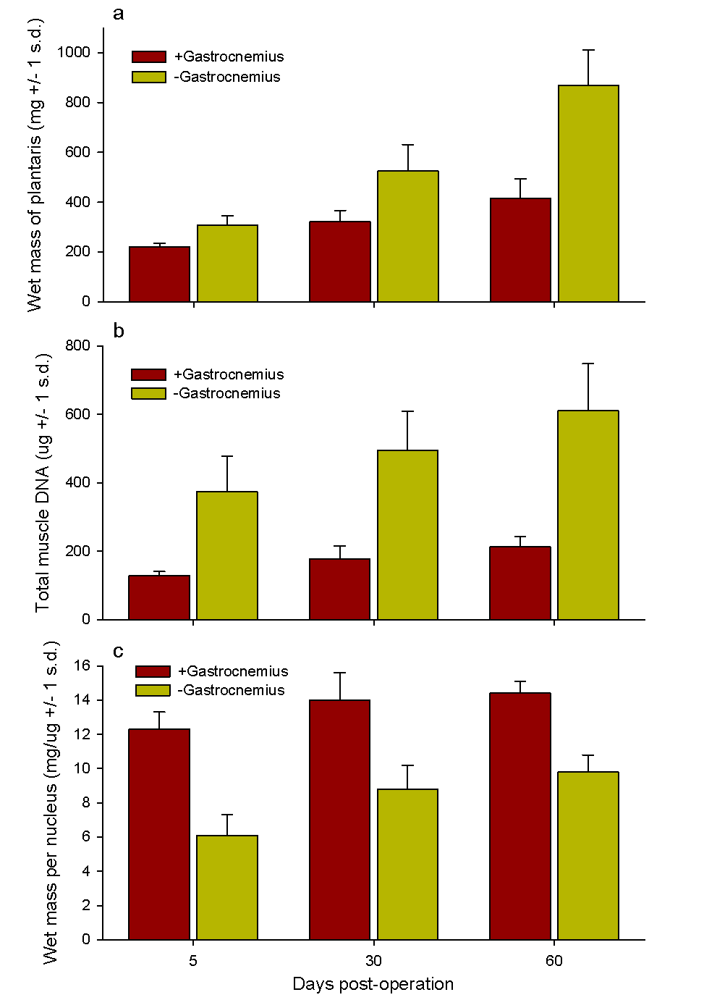 a
Wet mass of plantaris (mg +/- 1 s.d.)
1000
800
600
400
200
0
+Gastrocnemius
-Gastrocnemius
b
Total muscle DNA (ug +/- 1 s.d.)
800
600
400
200
0
+Gastrocnemius
-Gastrocnemius
c
Wet mass per nucleus (mg/ug +/- 1 s.d.)
16
14
12
10
8
6
4
2
0
+Gastrocnemius
-Gastrocnemius
5 30 60
Days post-operation